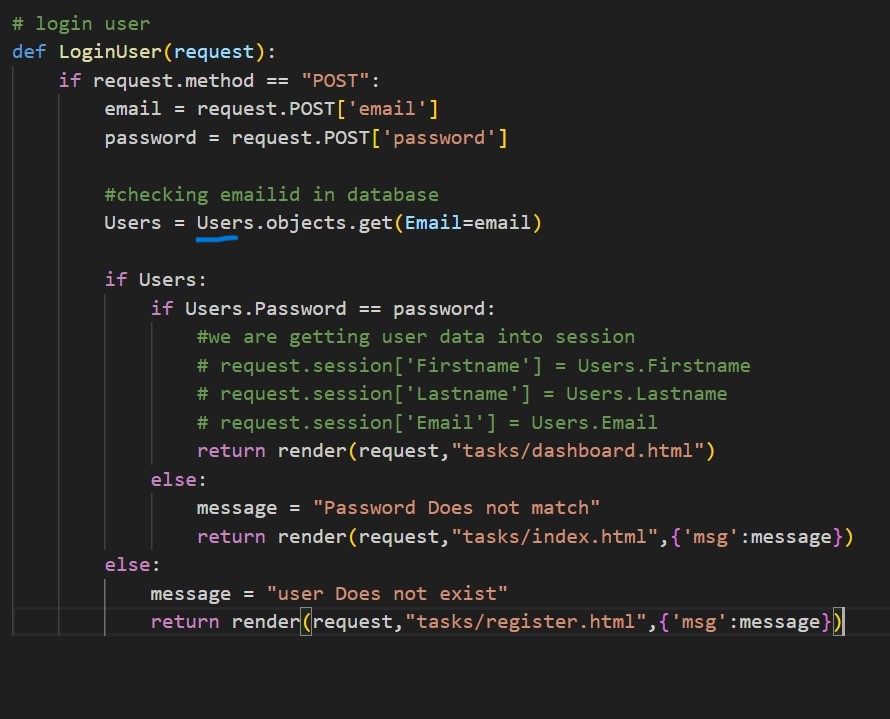 # login user
def LoginUser(request):
    if request.method == "POST":
        email = request.POST['email']
        password = request.POST['password']

        #checking emailid in database
        Users = Users.objects.get(Email=email)

        if Users:
            if Users.Password == password:
                #we are getting user data into session
                # request.session['Firstname'] = Users.Firstname
                # request.session['Lastname'] = Users.Lastname
                # request.session['Email'] = Users.Email
                return render(request,"tasks/dashboard.html")
            else:
                message = "Password Does not match"
                return render(request,"tasks/index.html",{'msg':message})
        else:
            message = "user Does not exist"
            return render(request,"tasks/register.html",{'msg':message})